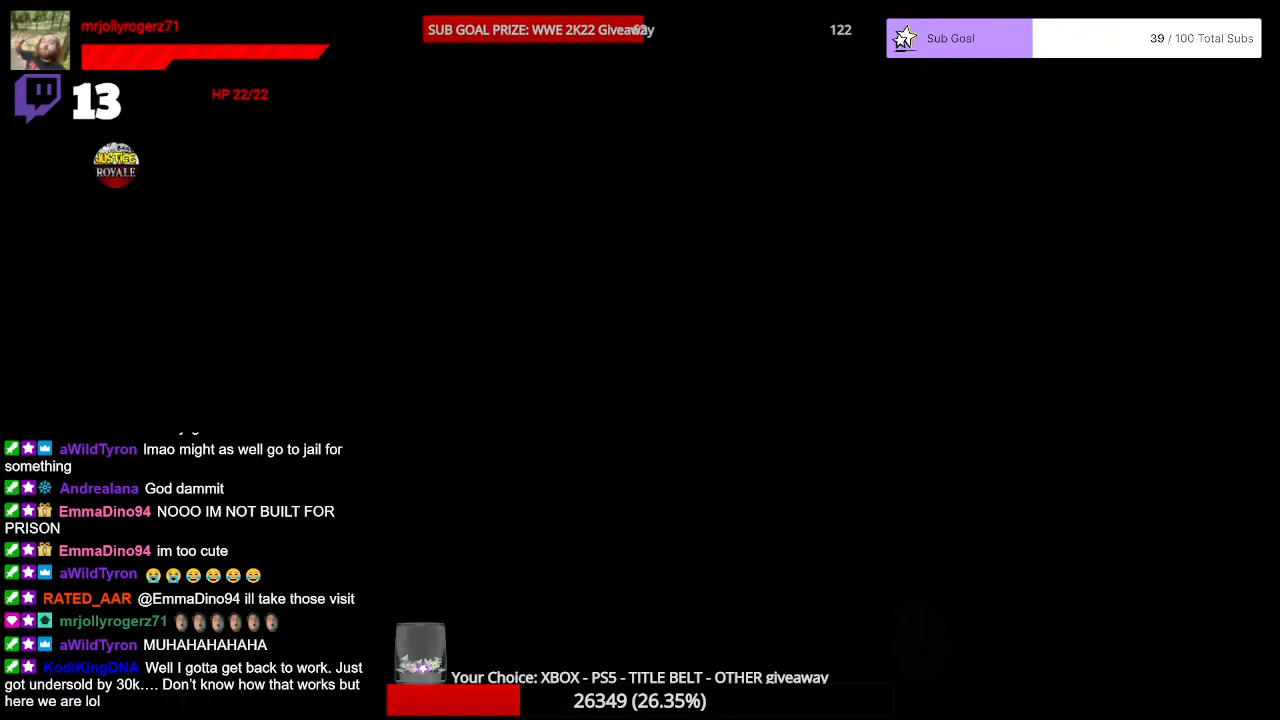 mrjollyrogerz71
SUB GOAL PRIZE: WWE 2K22 Giveaway
122
Sub Goal
39 / 100 Total Subs
13
HP 22/22
JUSTICE
ROYALE
aWildTyron lmao might as well go to jail for
something
Andrealana God dammit
EmmaDino94 NOOO IM NOT BUILT FOR
PRISON
EmmaDino94 im too cute
aWildTyron 😭😭😂😂😂😂
RATED_AAR @EmmaDino94 ill take those visit
mrjollyrogerz71
aWildTyron MUHAHAHAHAHA
KodiKingDNA Well I gotta get back to work. Just
got undersold by 30k.... Don't know how that works but
here we are lol
Your Choice: XBOX - PS5 - TITLE BELT - OTHER giveaway
26349 (26.35%)